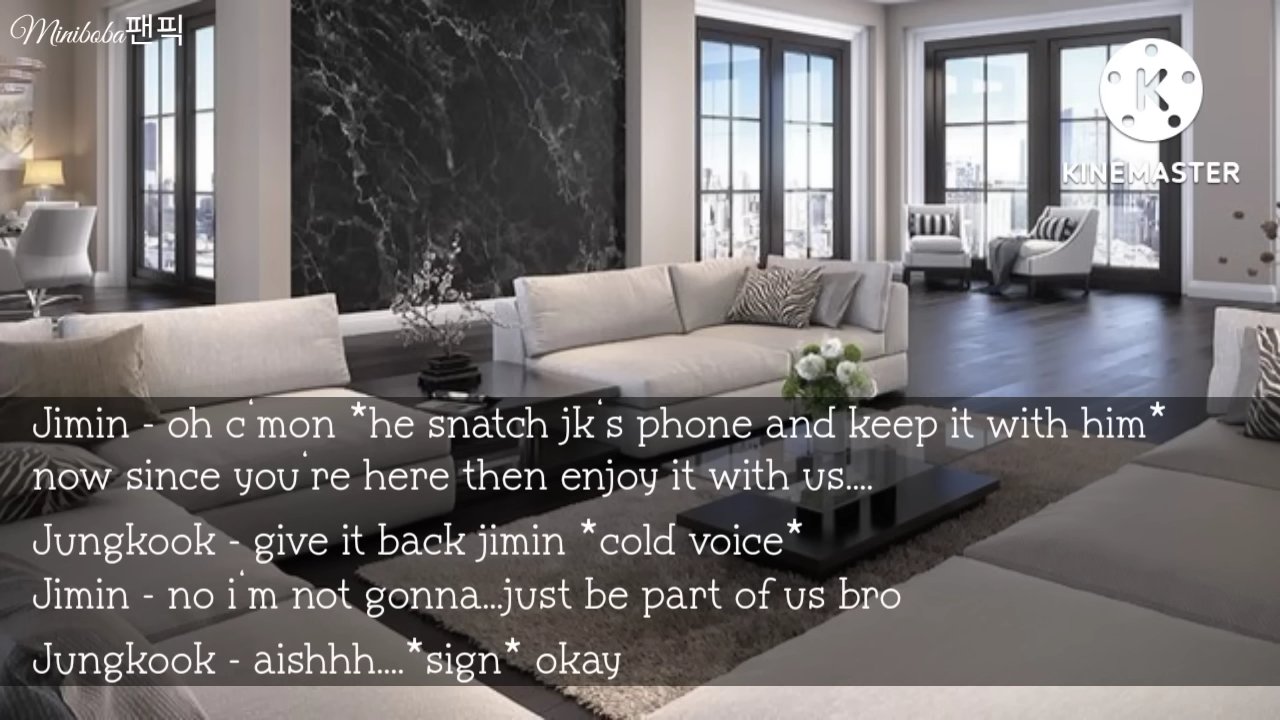 Miniboba팬픽
KINEMASTER
Jimin - oh c'mon *he snatch jk's phone and keep it with him*
now since you're here then enjoy it with us....
Jungkook - give it back jimin *cold voice*
Jimin - no i'm not gonna...just be part of us bro
Jungkook - aishhh....*sign* okay